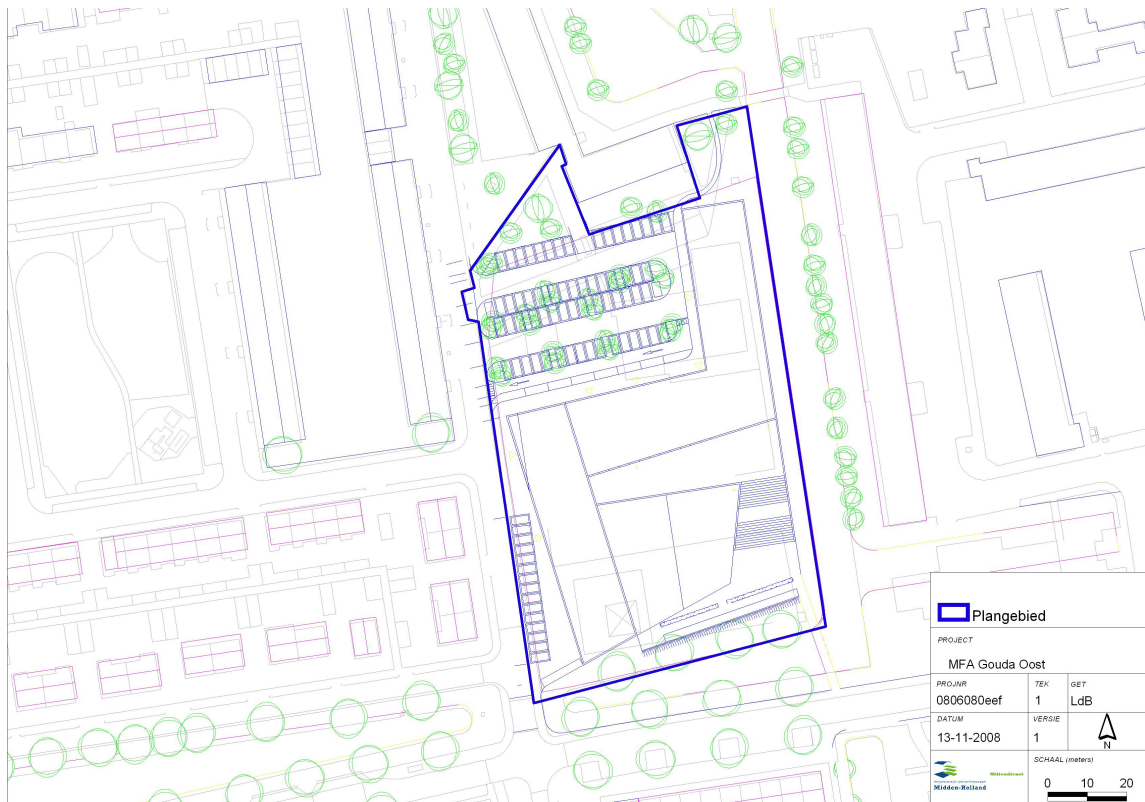 Plangebied
PROJECT
MFA Gouda Oost
PROJNR TEK GET
0806080eef 1 LdB
DATUM VERSIE
13-11-2008 1
N
SCHAAL (meters)
Milieudienst
Midden-Holland
0 10 20